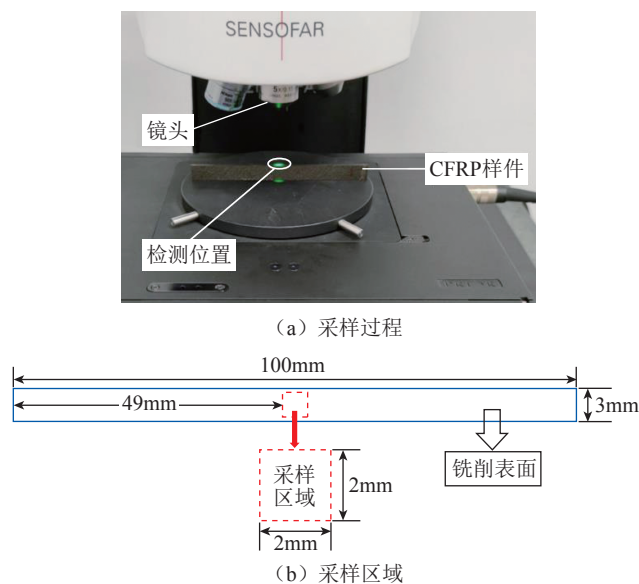 SENSOFAR
镜头
CFRP样件
检测位置
（a）采样过程
100mm
49mm
3mm
采样
区域
2mm
铣削表面
2mm
（b）采样区域